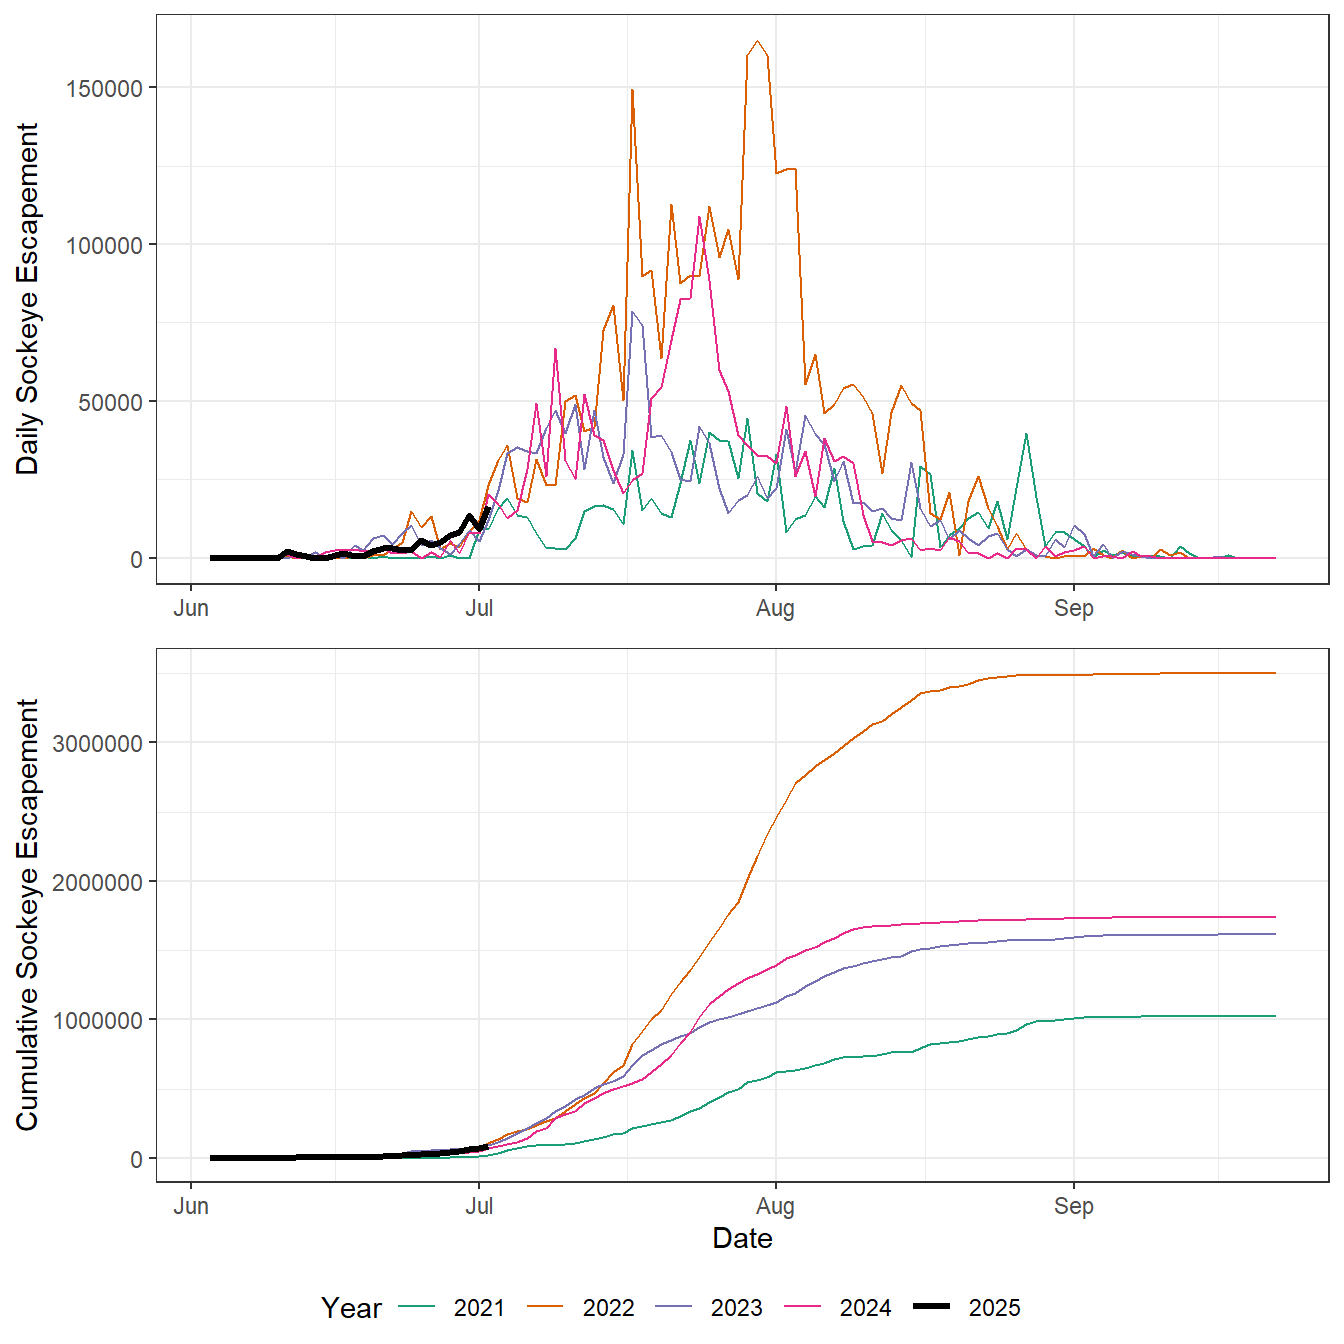 Daily Sockeye Escapement
150000
100000
50000
0
Jun Jul Aug Sep
Cumulative Sockeye Escapement
3000000
2000000
1000000
0
Jun Jul Aug Sep
Date
Year 2021 2022 2023 2024 2025